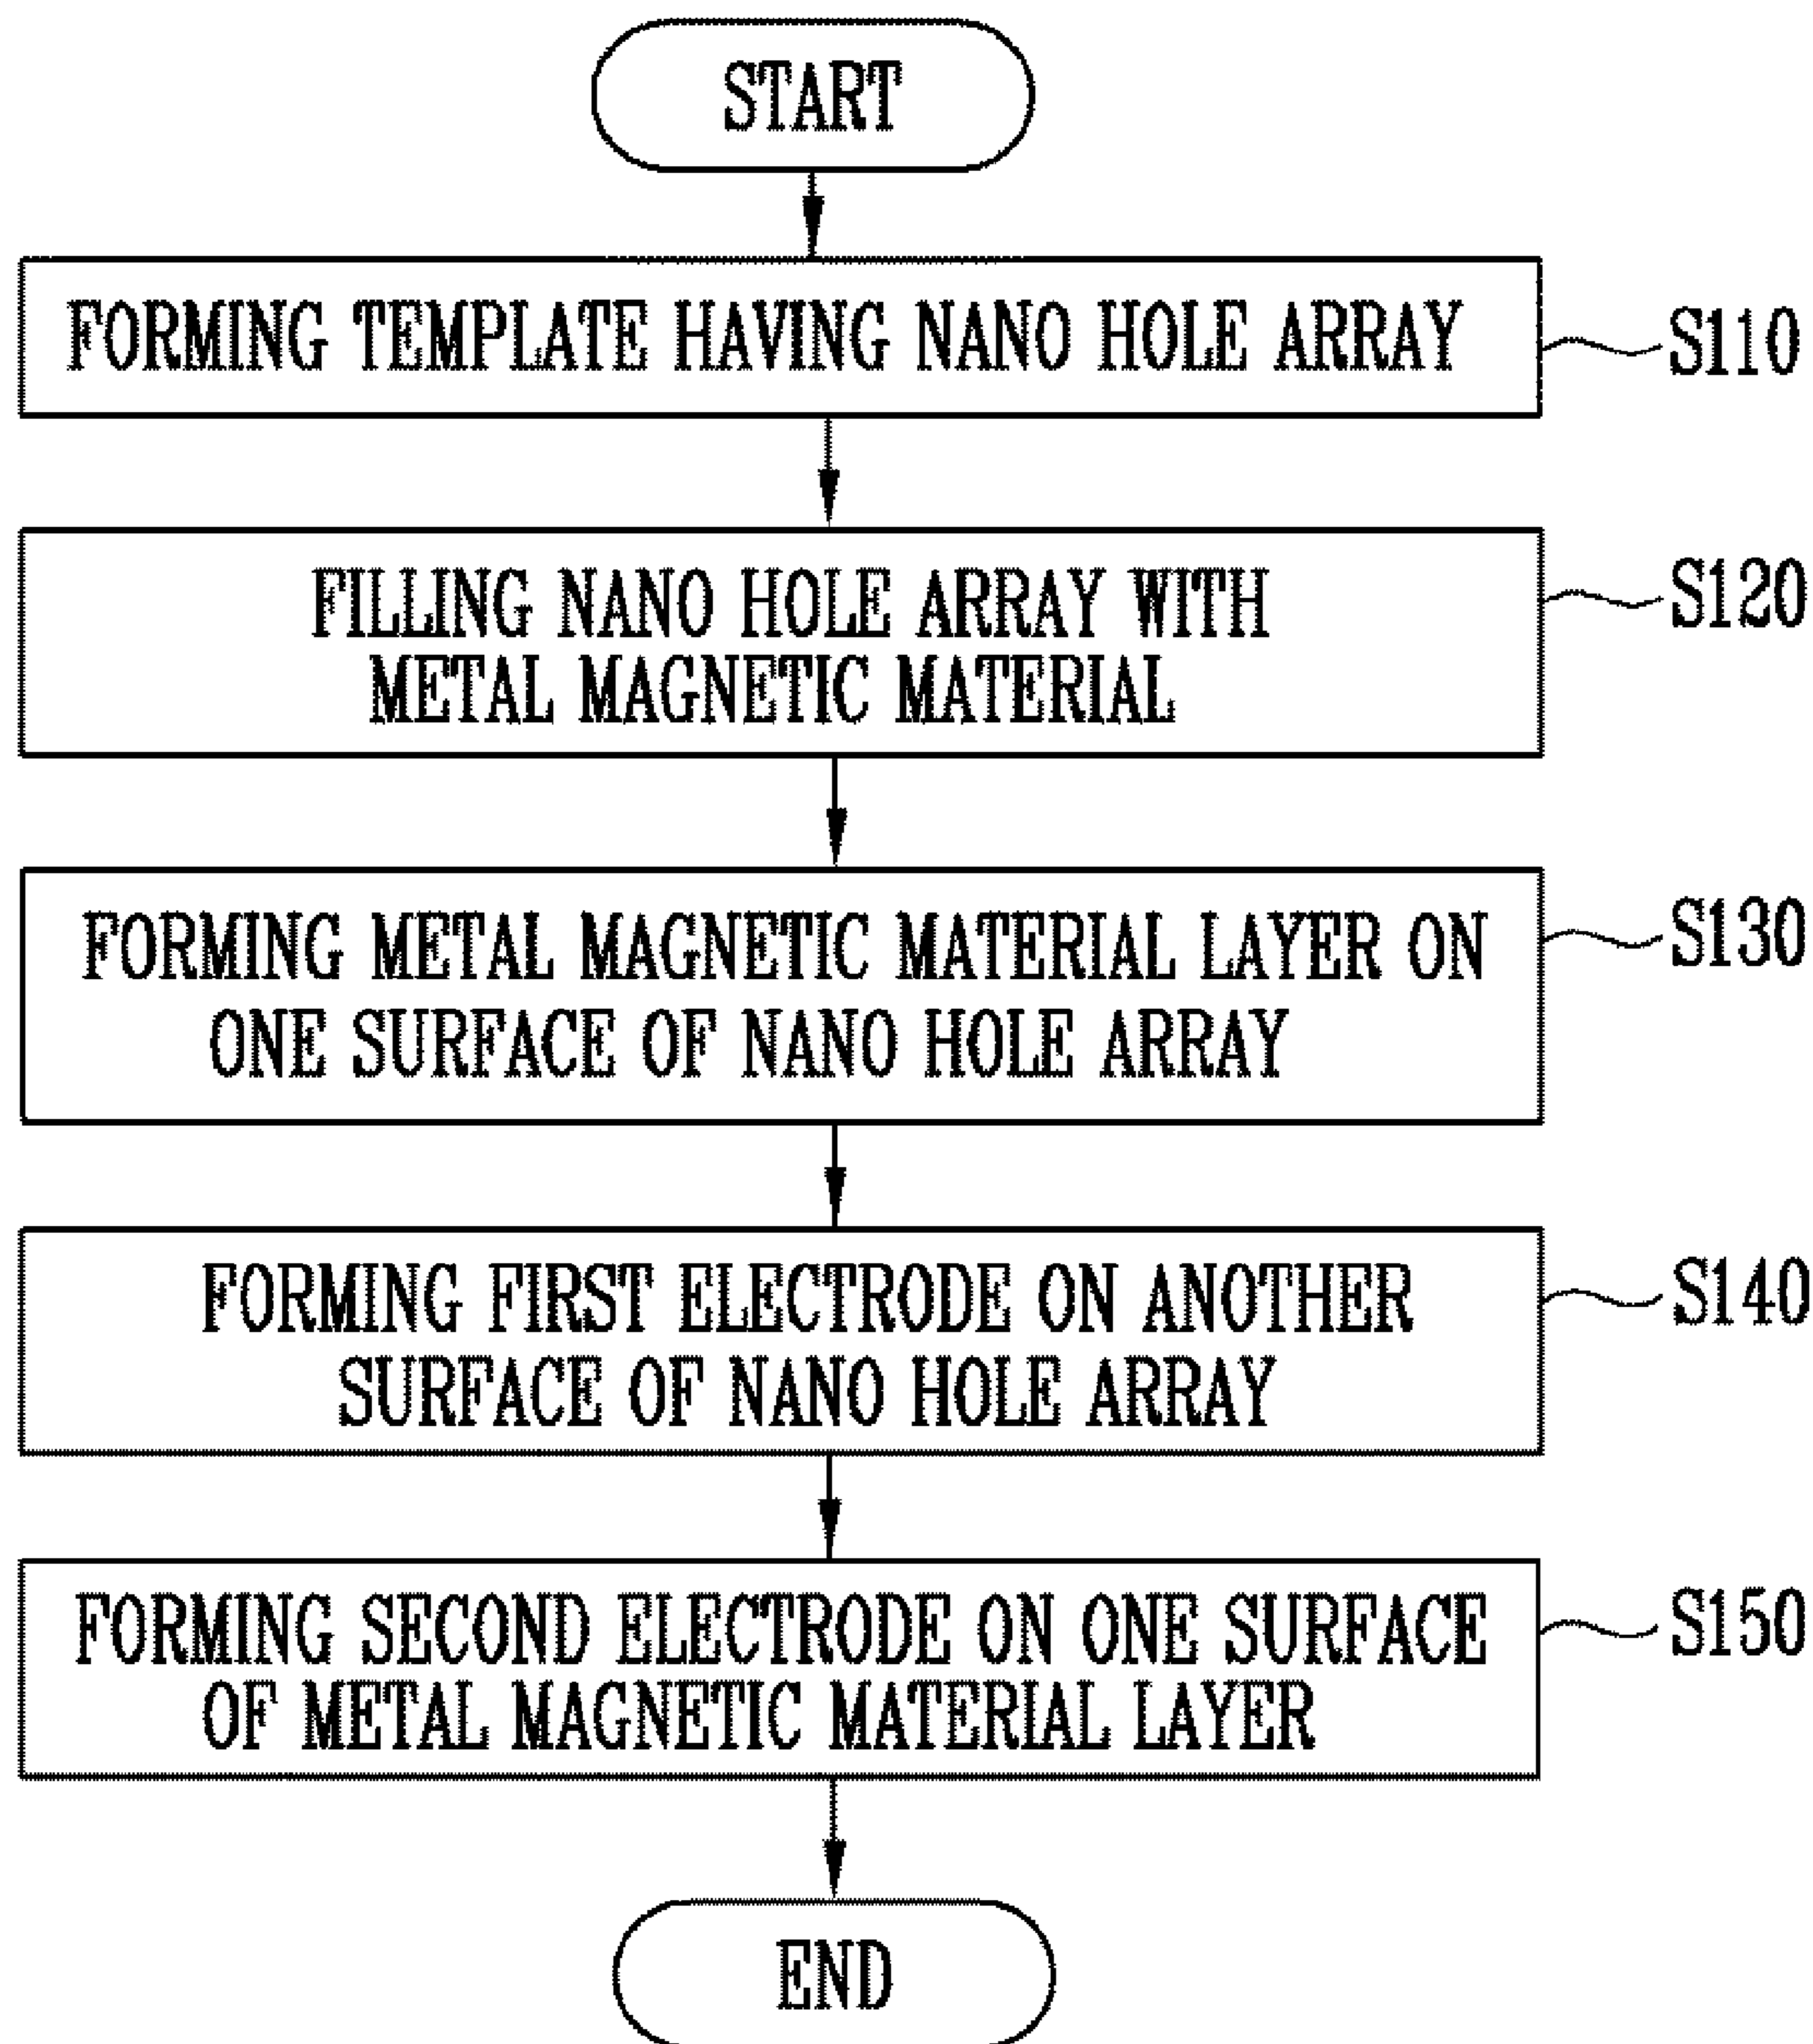 START
FORMING TEMPLATE HAVING NANO HOLE ARRAY
S110
FILLING NANO HOLE ARRAY WITH
METAL MAGNETIC MATERIAL
S120
FORMING METAL MAGNETIC MATERIAL LAYER ON
ONE SURFACE OF NANO HOLE ARRAY
S130
FORMING FIRST ELECTRODE ON ANOTHER
SURFACE OF NANO HOLE ARRAY
S140
FORMING SECOND ELECTRODE ON ONE SURFACE
OF METAL MAGNETIC MATERIAL LAYER
S150
END